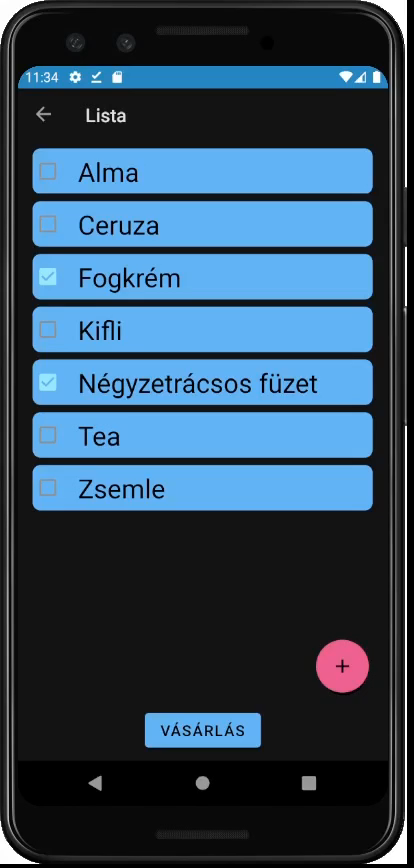 11:34
Lista
Alma
Ceruza
Fogkrém
Kifli
Négyzetrácsos füzet
Tea
Zsemle
+
VÁSÁRLÁS